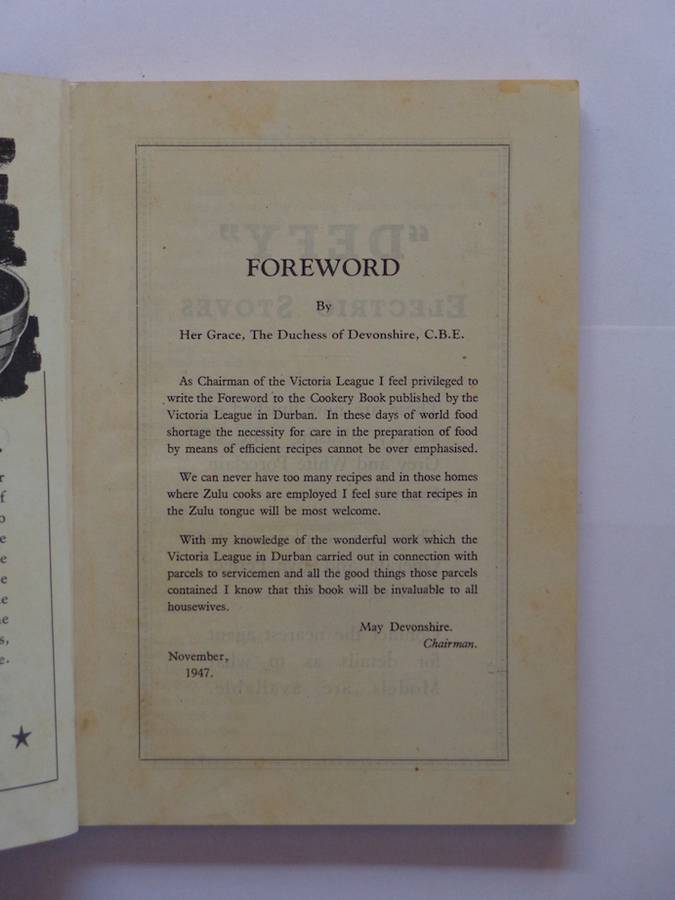 FOREWORD
By
Her Grace, The Duchess of Devonshire, C.B.E.
As Chairman of the Victoria League I feel privileged to
write the Foreword to the Cookery Book published by the
Victoria League in Durban. In these days of world food
shortage the necessity for care in the preparation of food
by means of efficient recipes cannot be over emphasised.
We can never have too many recipes and in those homes
where Zulu cooks are employed I feel sure that recipes in
the Zulu tongue will be most welcome.
With my knowledge of the wonderful work which the
Victoria League in Durban carried out in connection with
parcels to servicemen and all the good things those parcels
contained I know that this book will be invaluable to all
housewives.
May Devonshire.
Chairman.
November,
1947.
"DEFY"
ELECTRIC STOVES